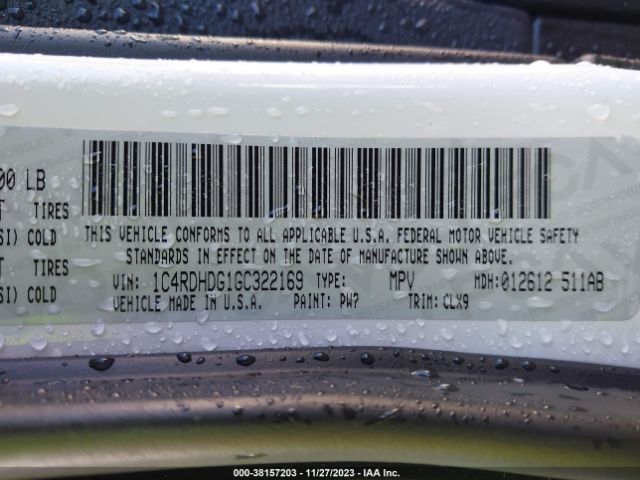 00 LB
T TIRES
SI) COLD
T TIRES
SI) COLD
THIS VEHICLE CONFORMS TO ALL APPLICABLE U.S.A. FEDERAL MOTOR VEHICLE SAFETY
STANDARDS IN EFFECT ON THE DATE OF MANUFACTURE SHOWN ABOVE.
VIN: 1C4RDHDG1GC322169 TYPE: MPV MDH: 012612 511AB
VEHICLE MADE IN U.S.A. PAINT: PW7 TRIM: CLX9
000-38157203 - 11/27/2023 - IAA Inc.